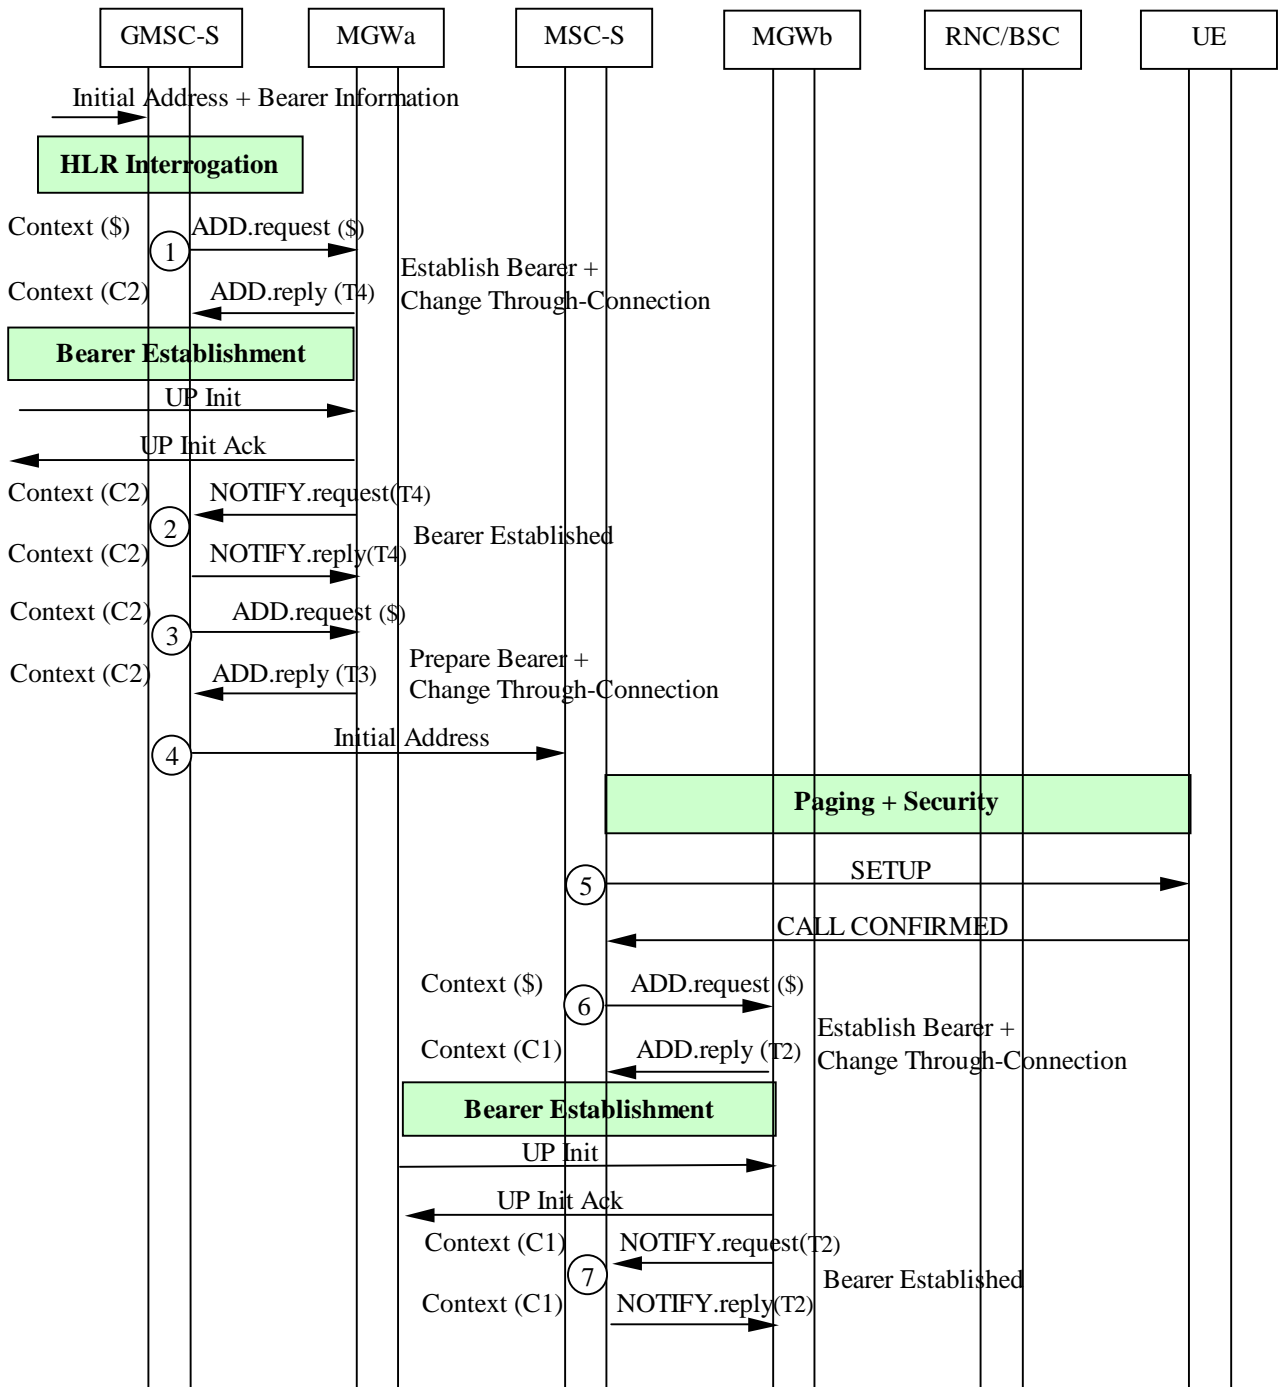 GMSC-S
MGWa
MSC-S
MGWb
RNC/BSC
UE
Initial Address + Bearer Information
HLR Interrogation
Context ($)
1
ADD.request ($)
Establish Bearer +
Change Through-Connection
Context (C2)
ADD.reply (T4)
Bearer Establishment
UP Init
UP Init Ack
Context (C2)
NOTIFY.request(T4)
2
Bearer Established
Context (C2)
NOTIFY.reply(T4)
Context (C2)
3
ADD.request ($)
Prepare Bearer +
Change Through-Connection
Context (C2)
ADD.reply (T3)
4
Initial Address
Paging + Security
5
SETUP
CALL CONFIRMED
Context ($)
6
ADD.request ($)
Establish Bearer +
Change Through-Connection
Context (C1)
ADD.reply (T2)
Bearer Establishment
UP Init
UP Init Ack
Context (C1)
NOTIFY.request(T2)
7
Bearer Established
Context (C1)
NOTIFY.reply(T2)